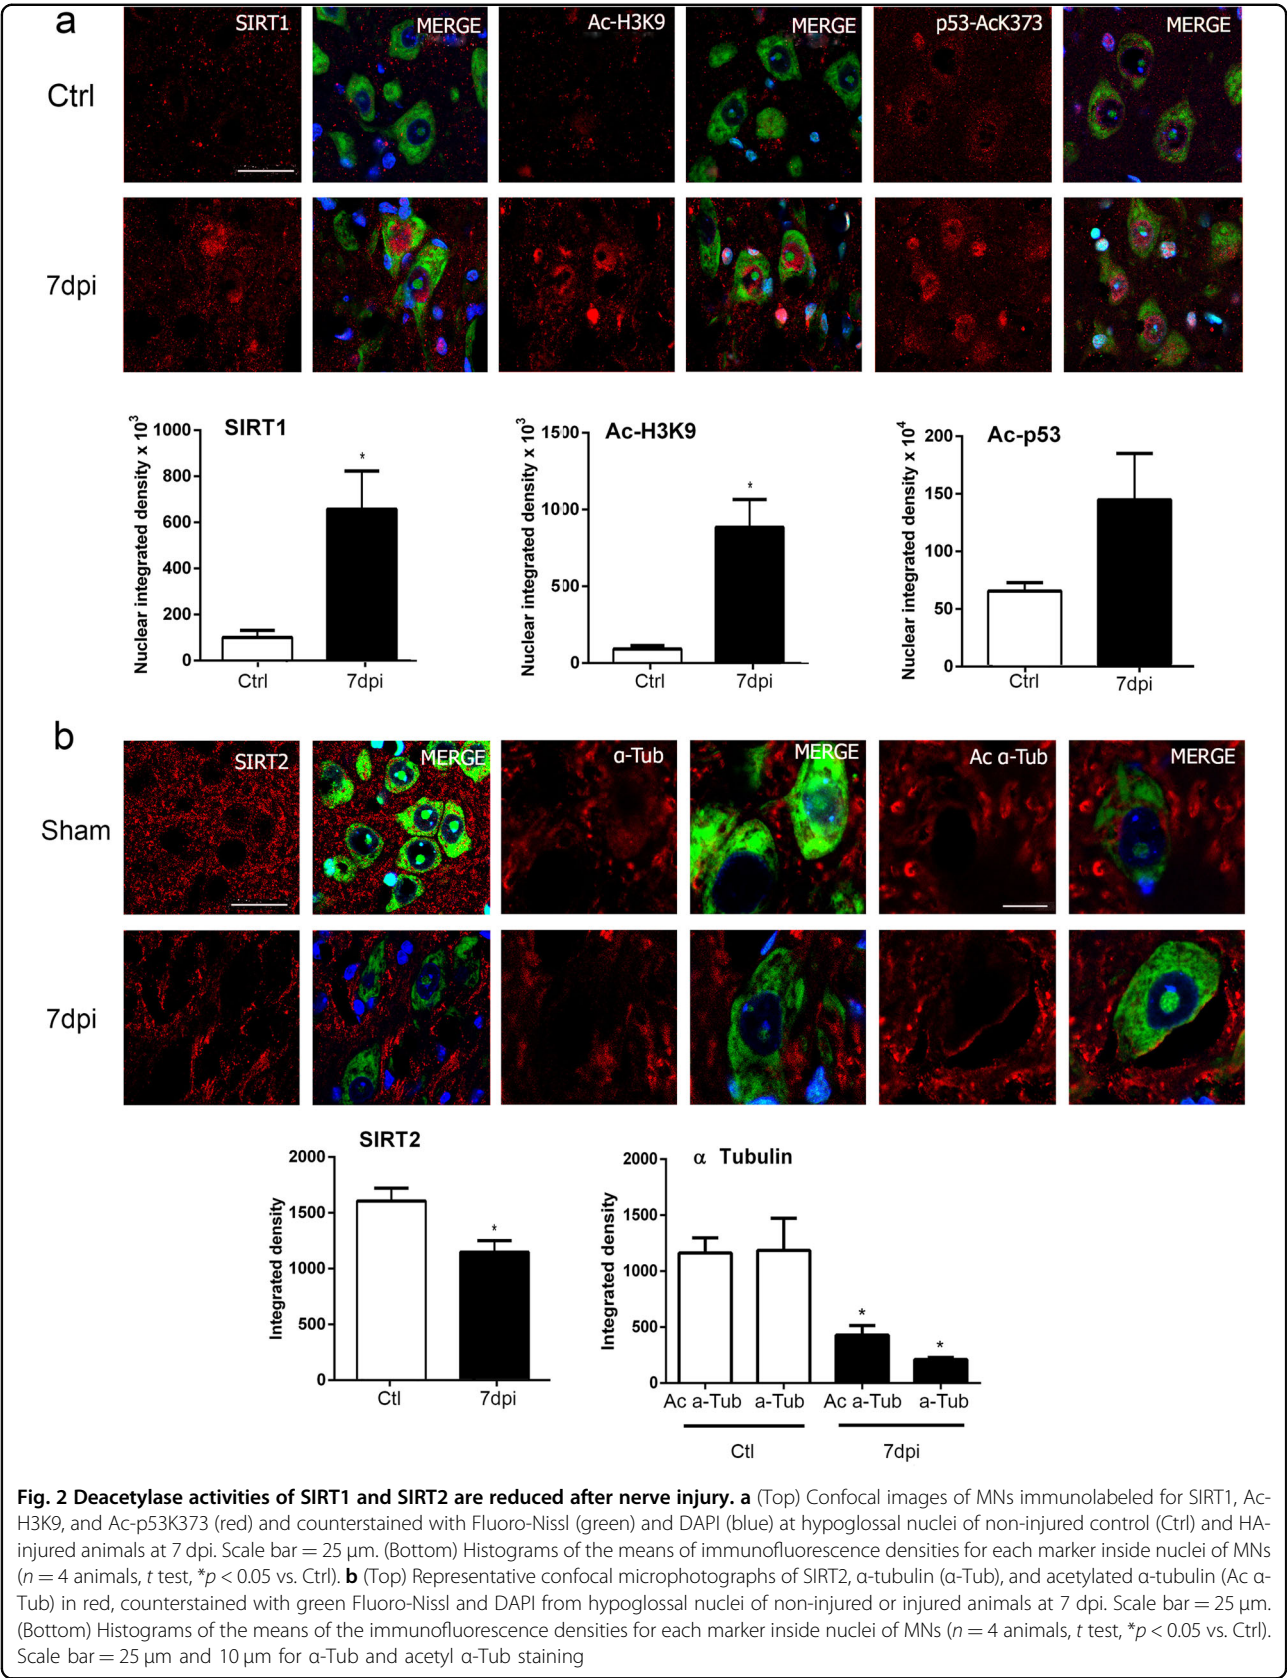 a
SIRT1 MERGE Ac-H3K9 MERGE p53-AcK373 MERGE
Ctrl
7dpi
SIRT1
Nuclear integrated density x 10³
1000
800
600
400
200
0
Ctrl 7dpi
*
Ac-H3K9
Nuclear integrated density x 10³
1500
1000
500
0
Ctrl 7dpi
*
Ac-p53
Nuclear integrated density x 10⁴
200
150
100
50
0
Ctrl 7dpi
b
SIRT2 MERGE α-Tub MERGE Ac α-Tub MERGE
Sham
7dpi
SIRT2
Integrated density
2000
1500
1000
500
0
Ctl 7dpi
*
α Tubulin
Integrated density
2000
1500
1000
500
0
* *
Ac a-Tub a-Tub Ac a-Tub a-Tub
Ctl 7dpi
Fig. 2 Deacetylase activities of SIRT1 and SIRT2 are reduced after nerve injury. a (Top) Confocal images of MNs immunolabeled for SIRT1, Ac-
H3K9, and Ac-p53K373 (red) and counterstained with Fluoro-Nissl (green) and DAPI (blue) at hypoglossal nuclei of non-injured control (Ctrl) and HA-
injured animals at 7 dpi. Scale bar = 25 μm. (Bottom) Histograms of the means of immunofluorescence densities for each marker inside nuclei of MNs
(n = 4 animals, t test, *p < 0.05 vs. Ctrl). b (Top) Representative confocal microphotographs of SIRT2, α-tubulin (α-Tub), and acetylated α-tubulin (Ac α-
Tub) in red, counterstained with green Fluoro-Nissl and DAPI from hypoglossal nuclei of non-injured or injured animals at 7 dpi. Scale bar = 25 μm.
(Bottom) Histograms of the means of the immunofluorescence densities for each marker inside nuclei of MNs (n = 4 animals, t test, *p < 0.05 vs. Ctrl).
Scale bar = 25 μm and 10 μm for α-Tub and acetyl α-Tub staining